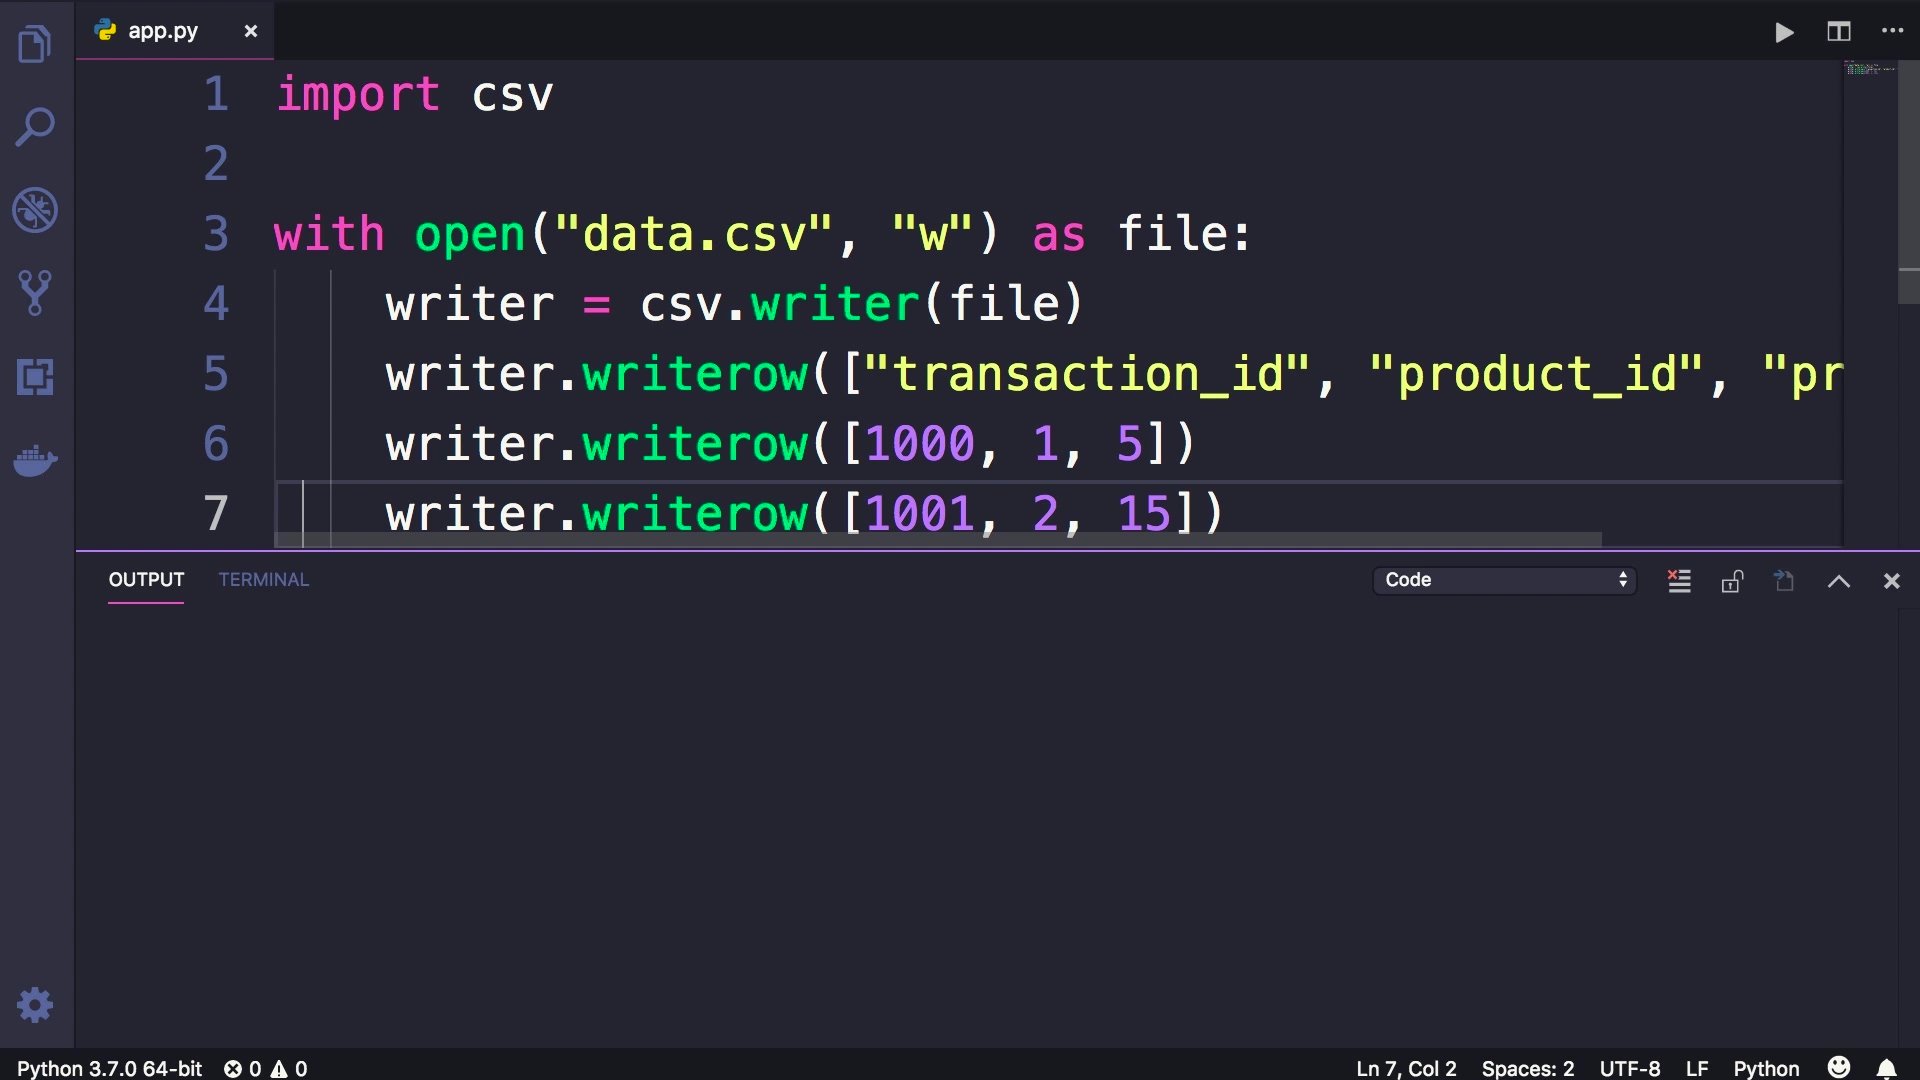 app.py
1 import csv
2
3 with open("data.csv", "w") as file:
4 writer = csv.writer(file)
5 writer.writerow(["transaction_id", "product_id", "pr
6 writer.writerow([1000, 1, 5])
7 writer.writerow([1001, 2, 15])
OUTPUT TERMINAL Code
Python 3.7.0 64-bit 0 0 Ln 7, Col 2 Spaces: 2 UTF-8 LF Python